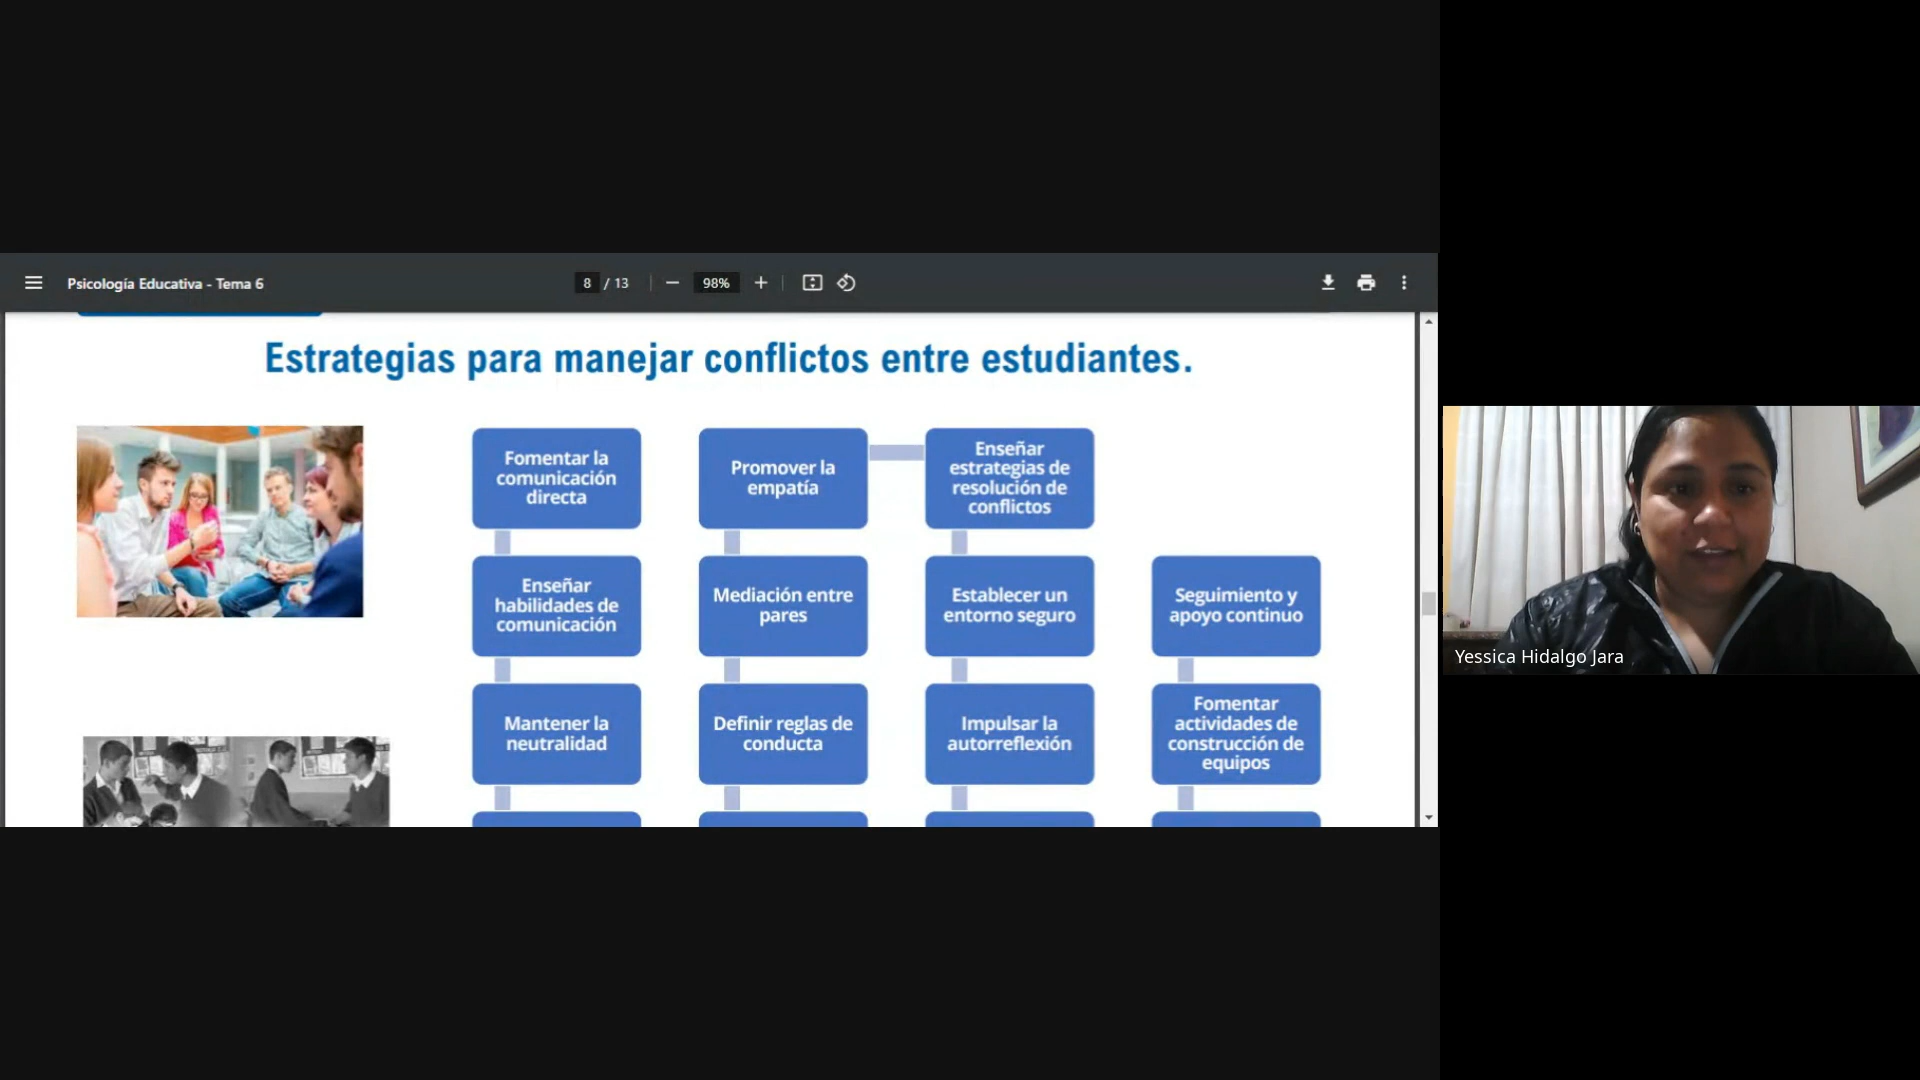 Psicología Educativa - Tema 6
8 / 13
98%
Estrategias para manejar conflictos entre estudiantes.
Fomentar la
comunicación
directa
Enseñar
habilidades de
comunicación
Mantener la
neutralidad
Promover la
empatía
Mediación entre
pares
Definir reglas de
conducta
Enseñar
estrategias de
resolución de
conflictos
Establecer un
entorno seguro
Impulsar la
autorreflexión
Seguimiento y
apoyo continuo
Fomentar
actividades de
construcción de
equipos
Yessica Hidalgo Jara